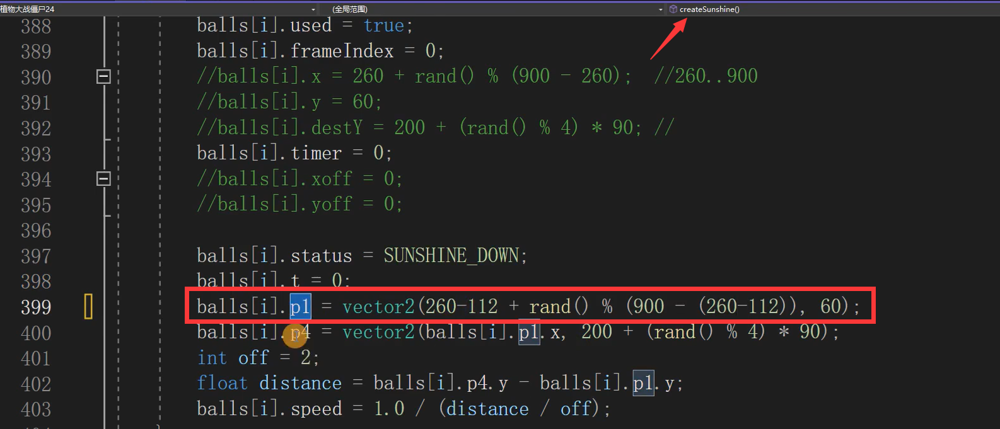 植物大战僵尸24 (全局范围) createSunshine()
388 balls[i].used = true;
389 balls[i].frameIndex = 0;
390 //balls[i].x = 260 + rand() % (900 - 260); //260..900
391 //balls[i].y = 60;
392 //balls[i].destY = 200 + (rand() % 4) * 90; //
393 balls[i].timer = 0;
394 //balls[i].xoff = 0;
395 //balls[i].yoff = 0;
396
397 balls[i].status = SUNSHINE_DOWN;
398 balls[i].t = 0;
399 balls[i].p1 = vector2(260-112 + rand() % (900 - (260-112)), 60);
400 balls[i].p4 = vector2(balls[i].p1.x, 200 + (rand() % 4) * 90);
401 int off = 2;
402 float distance = balls[i].p4.y - balls[i].p1.y;
403 balls[i].speed = 1.0 / (distance / off);